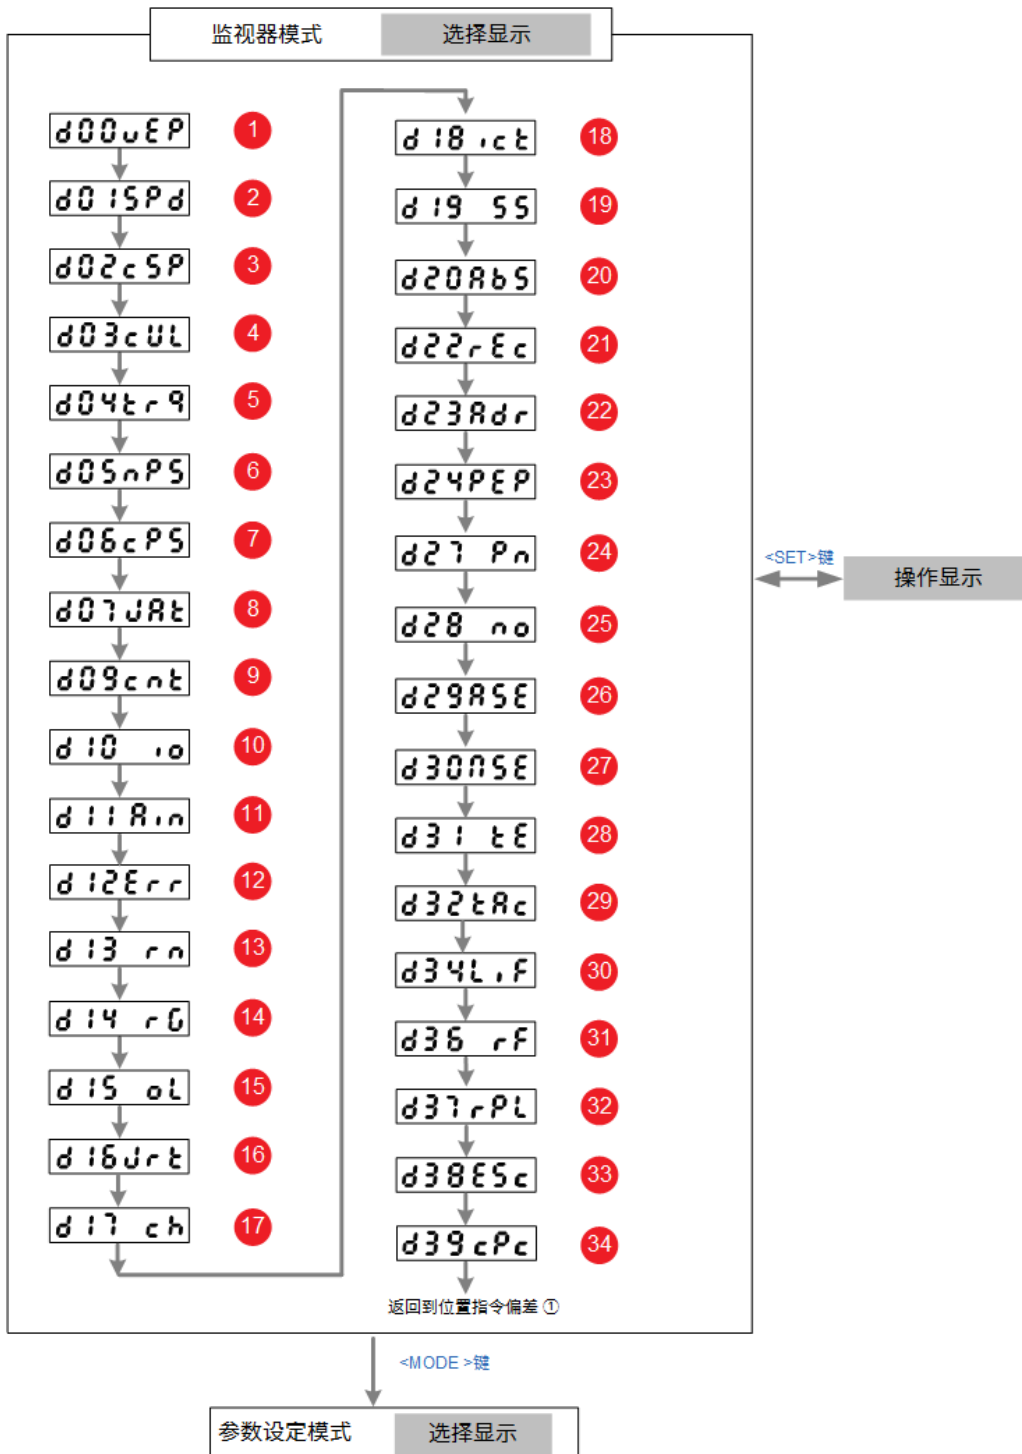 监视器模式 选择显示
d00uEP 1
d01SPd 2
d02cSP 3
d03cUL 4
d04trq 5
d05nPS 6
d06cPS 7
d07JAt 8
d09cnt 9
d10 io 10
d11Ain 11
d12Err 12
d13 rn 13
d14 rG 14
d15 oL 15
d16Jrt 16
d17 ch 17
d18ict 18
d19 SS 19
d20AbS 20
d22rEc 21
d23Adr 22
d24PEP 23
d27 Pn 24
d28 no 25
d29ASE 26
d30MSE 27
d31 tE 28
d32tAc 29
d34LiF 30
d36 rF 31
d37rPL 32
d38ESc 33
d39cPc 34
返回到位置指令偏差 ①
<SET>键
操作显示
<MODE >键
参数设定模式 选择显示